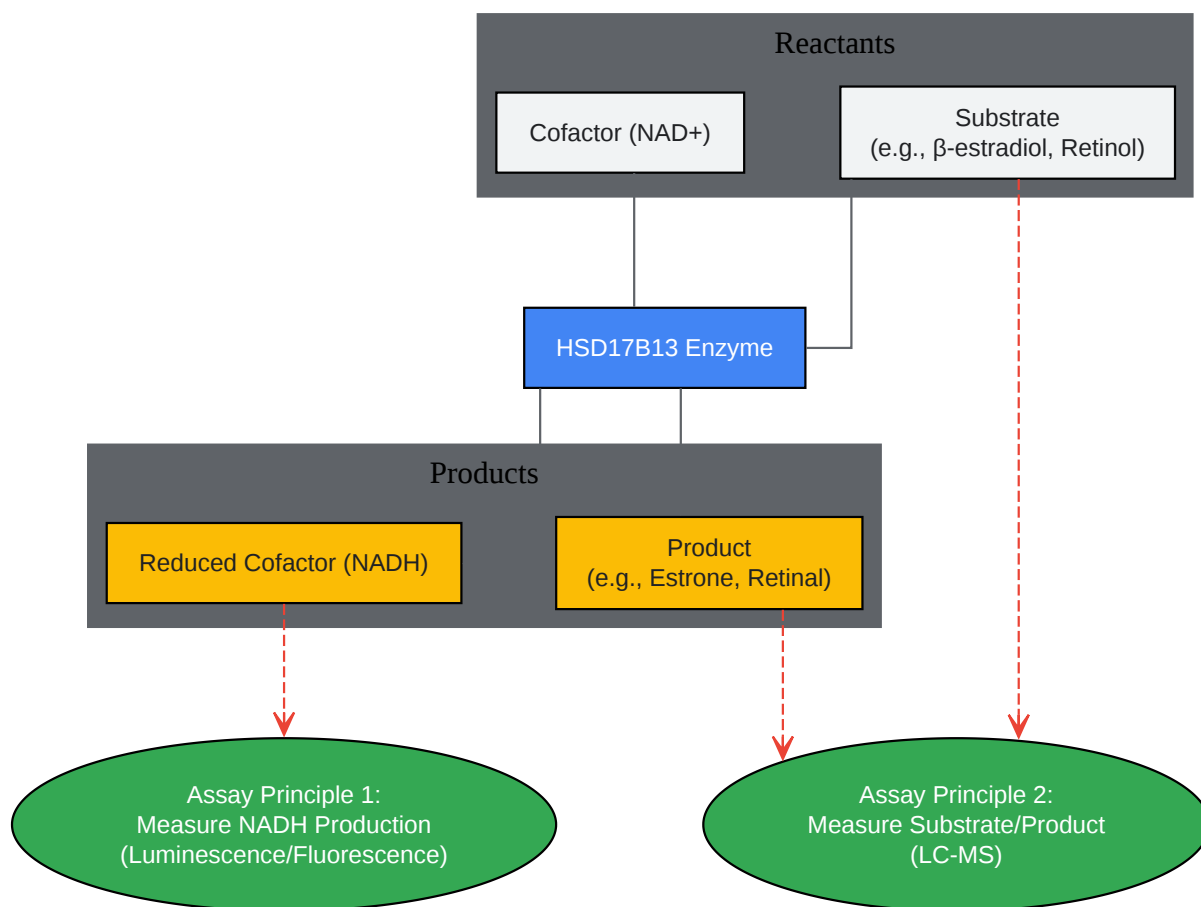 Reactants
Cofactor (NAD+)
Substrate
(e.g., β-estradiol, Retinol)
HSD17B13 Enzyme
Products
Reduced Cofactor (NADH)
Product
(e.g., Estrone, Retinal)
Assay Principle 1:
Measure NADH Production
(Luminescence/Fluorescence)
Assay Principle 2:
Measure Substrate/Product
(LC-MS)